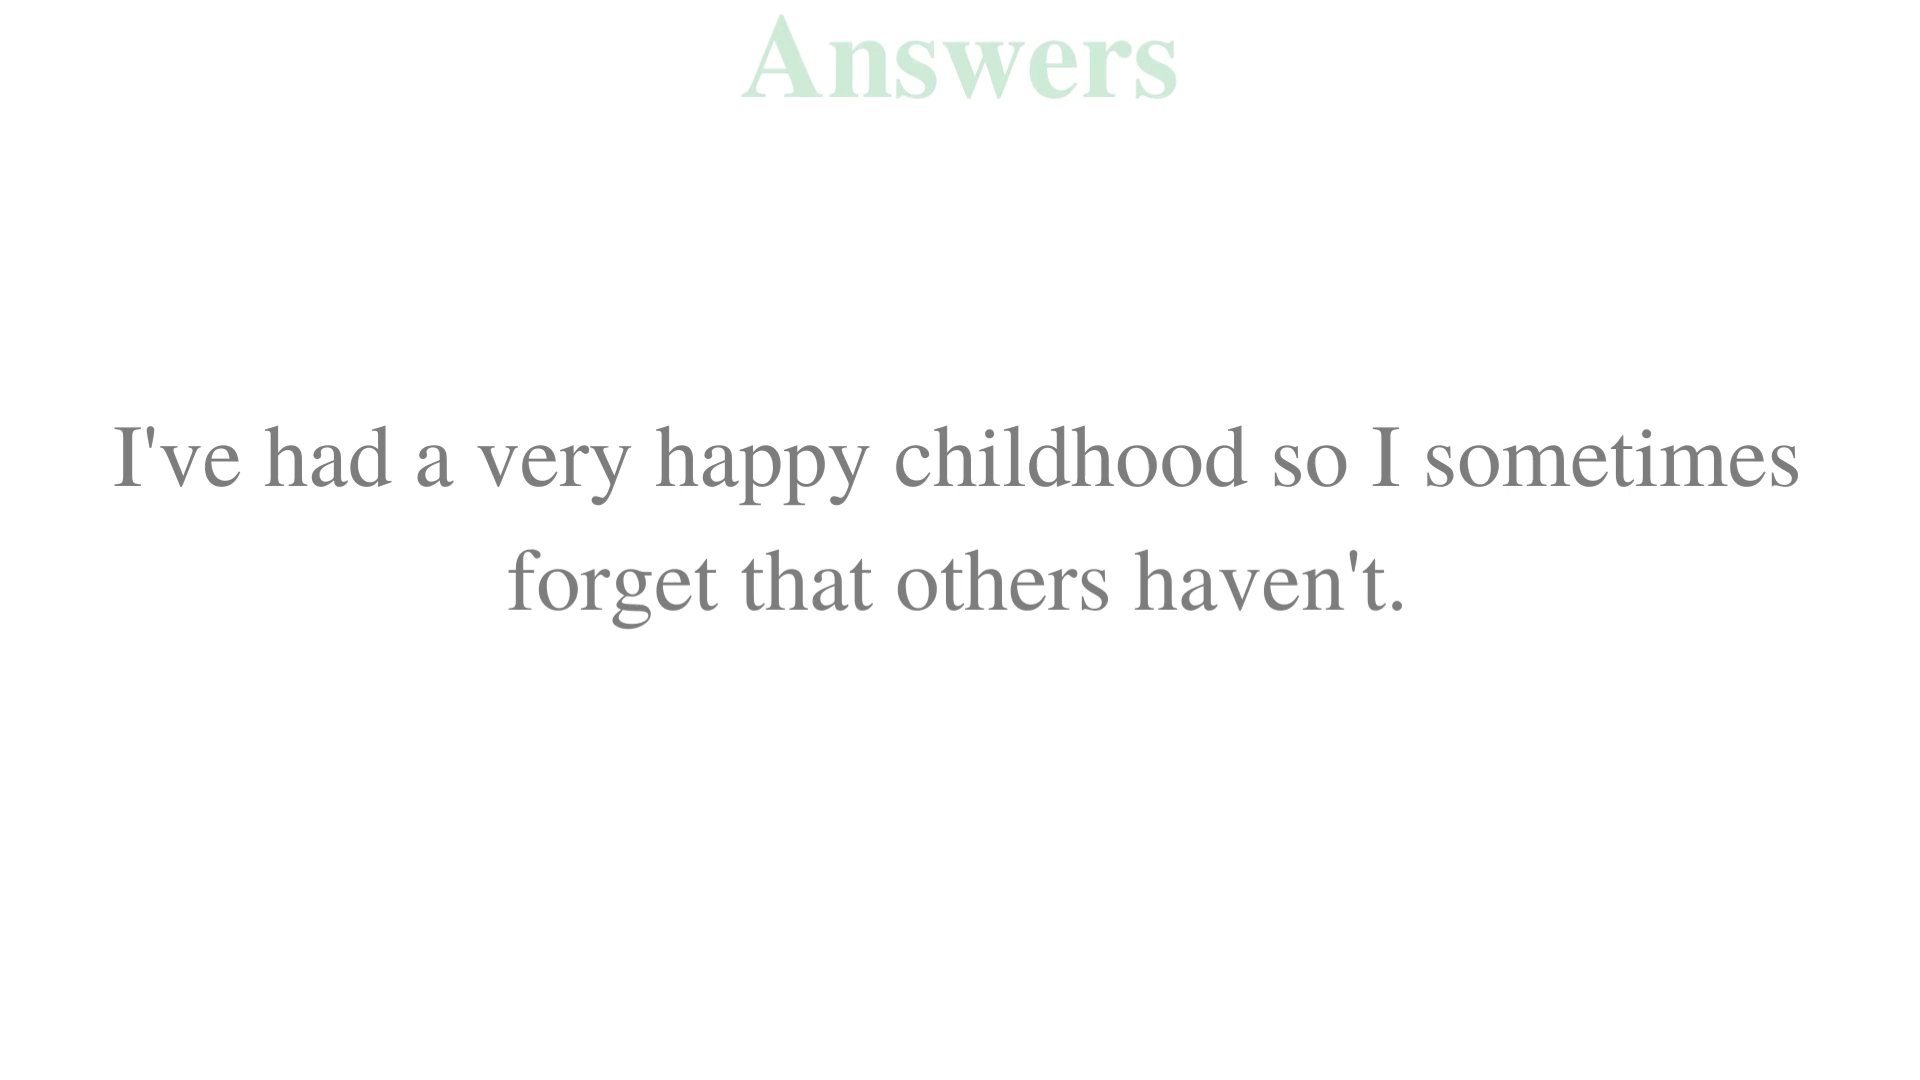 Answers
I've had a very happy childhood so I sometimes
forget that others haven't.